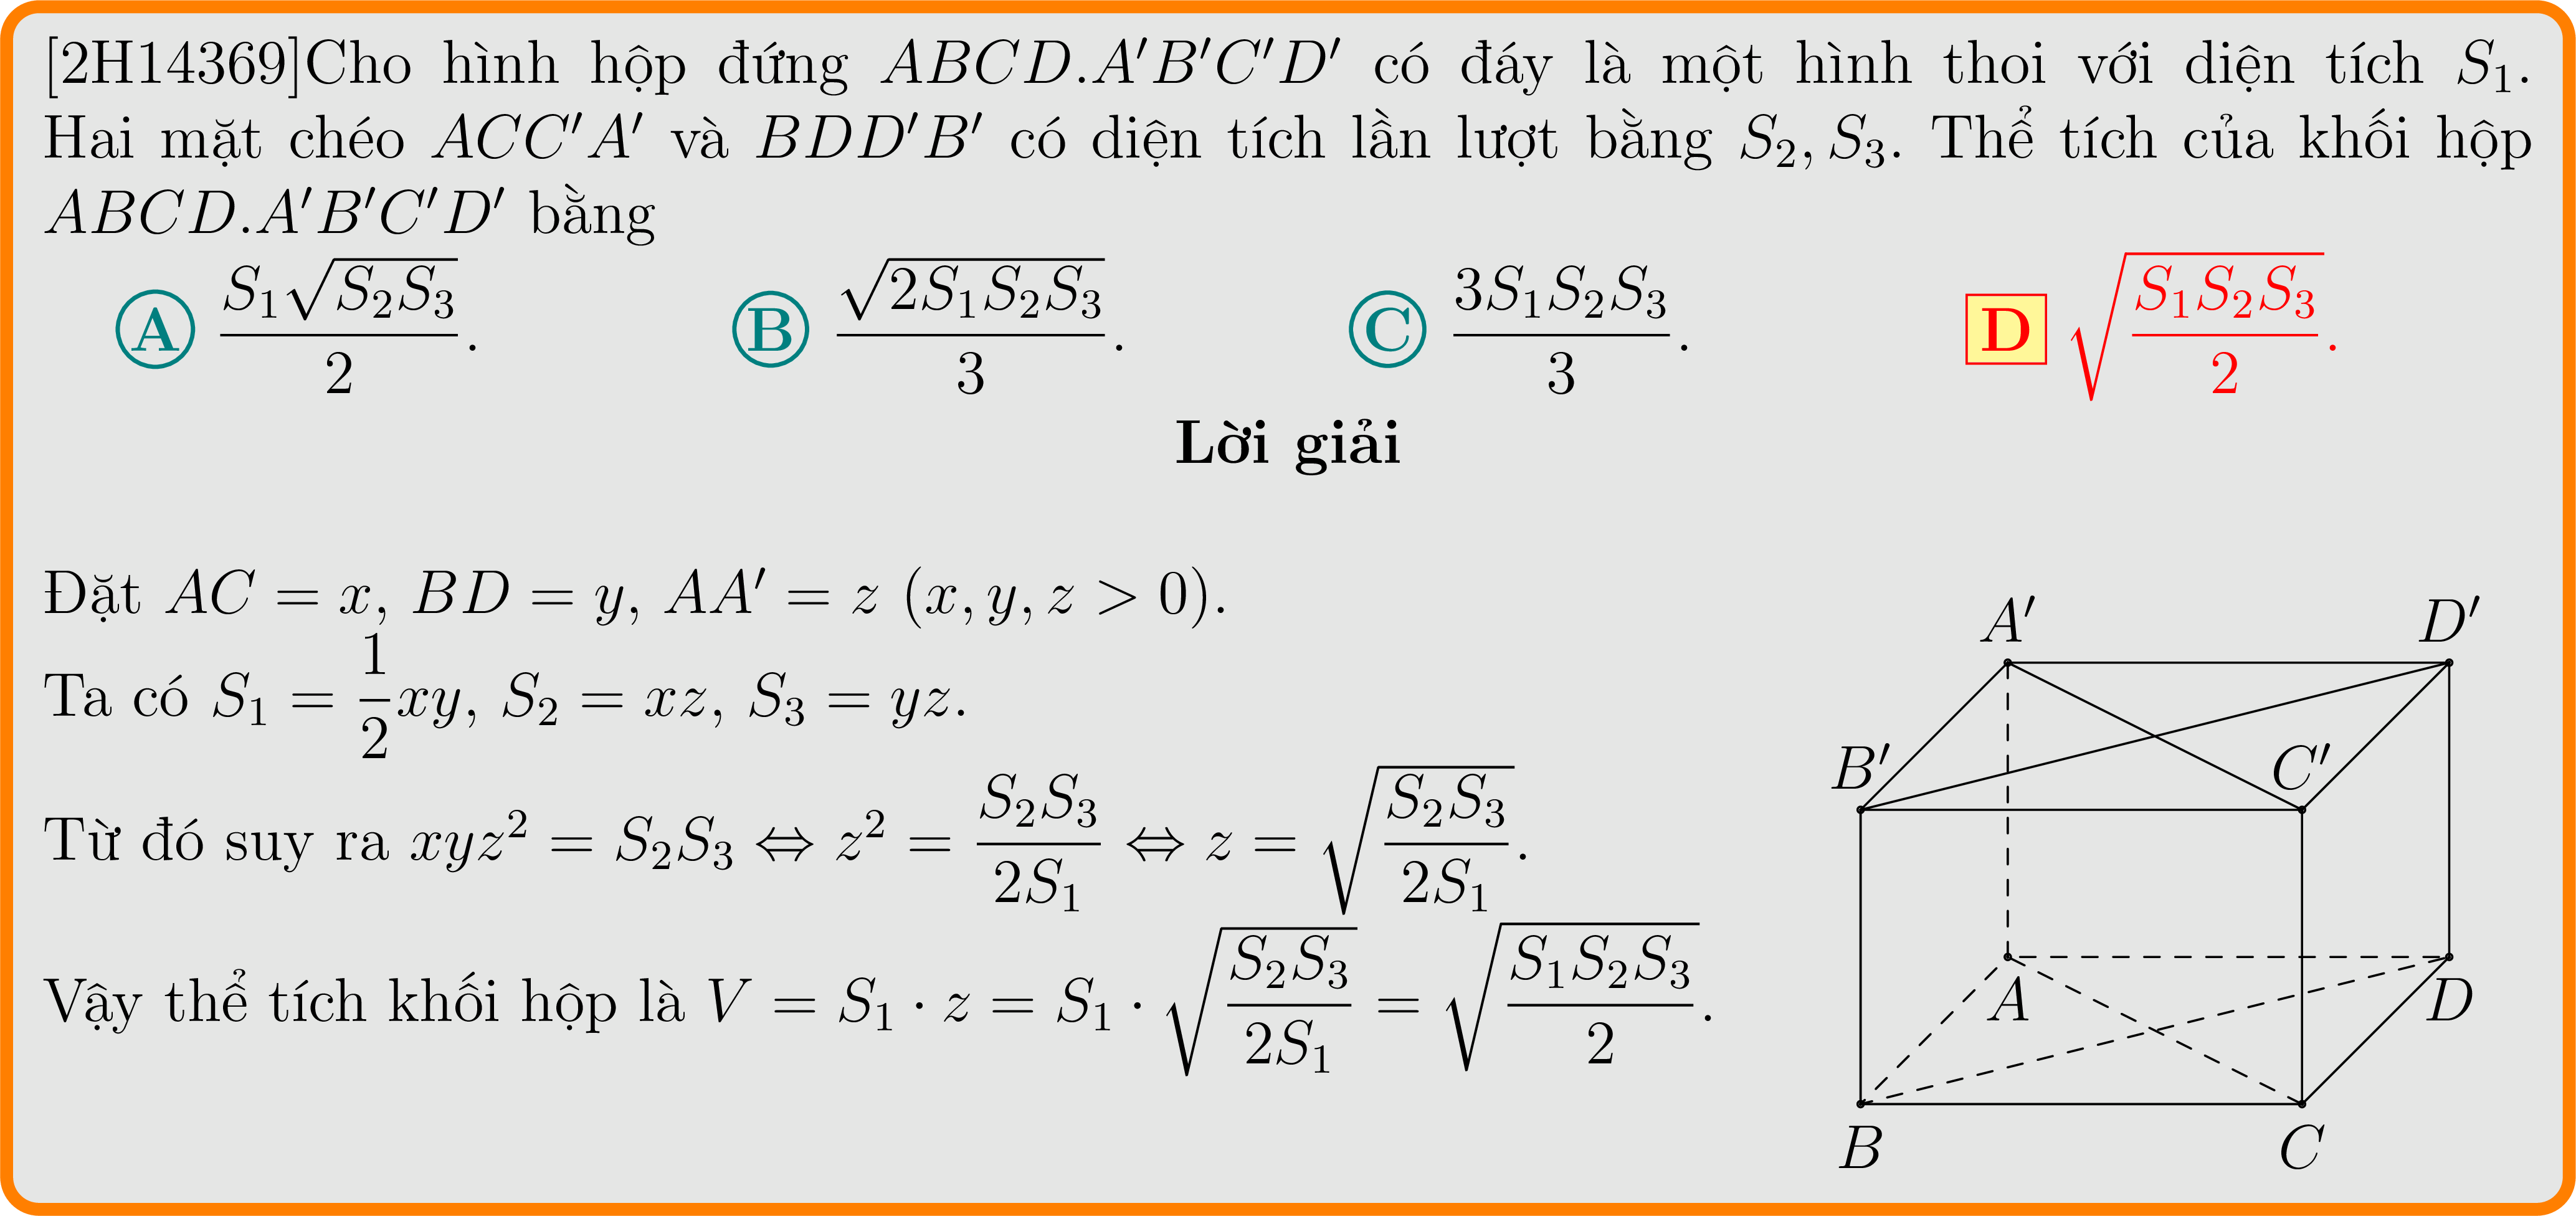 [2H14369]Cho hình hộp đứng $ABCD.A'B'C'D'$ có đáy là một hình thoi với diện tích $S_1$.
Hai mặt chéo $ACC'A'$ và $BDD'B'$ có diện tích lần lượt bằng $S_2, S_3$. Thể tích của khối hộp
$ABCD.A'B'C'D'$ bằng
A $\frac{S_1\sqrt{S_2S_3}}{2}$. B $\frac{\sqrt{2S_1S_2S_3}}{3}$. C $\frac{3S_1S_2S_3}{3}$. D $\sqrt{\frac{S_1S_2S_3}{2}}$.
Lời giải
Đặt $AC = x$, $BD = y$, $AA' = z$ $(x, y, z > 0)$.
Ta có $S_1 = \frac{1}{2}xy$, $S_2 = xz$, $S_3 = yz$.
Từ đó suy ra $xyz^2 = S_2S_3 \Leftrightarrow z^2 = \frac{S_2S_3}{2S_1} \Leftrightarrow z = \sqrt{\frac{S_2S_3}{2S_1}}$.
Vậy thể tích khối hộp là $V = S_1 \cdot z = S_1 \cdot \sqrt{\frac{S_2S_3}{2S_1}} = \sqrt{\frac{S_1S_2S_3}{2}}$.
A' D'
B' C'
A D
B C